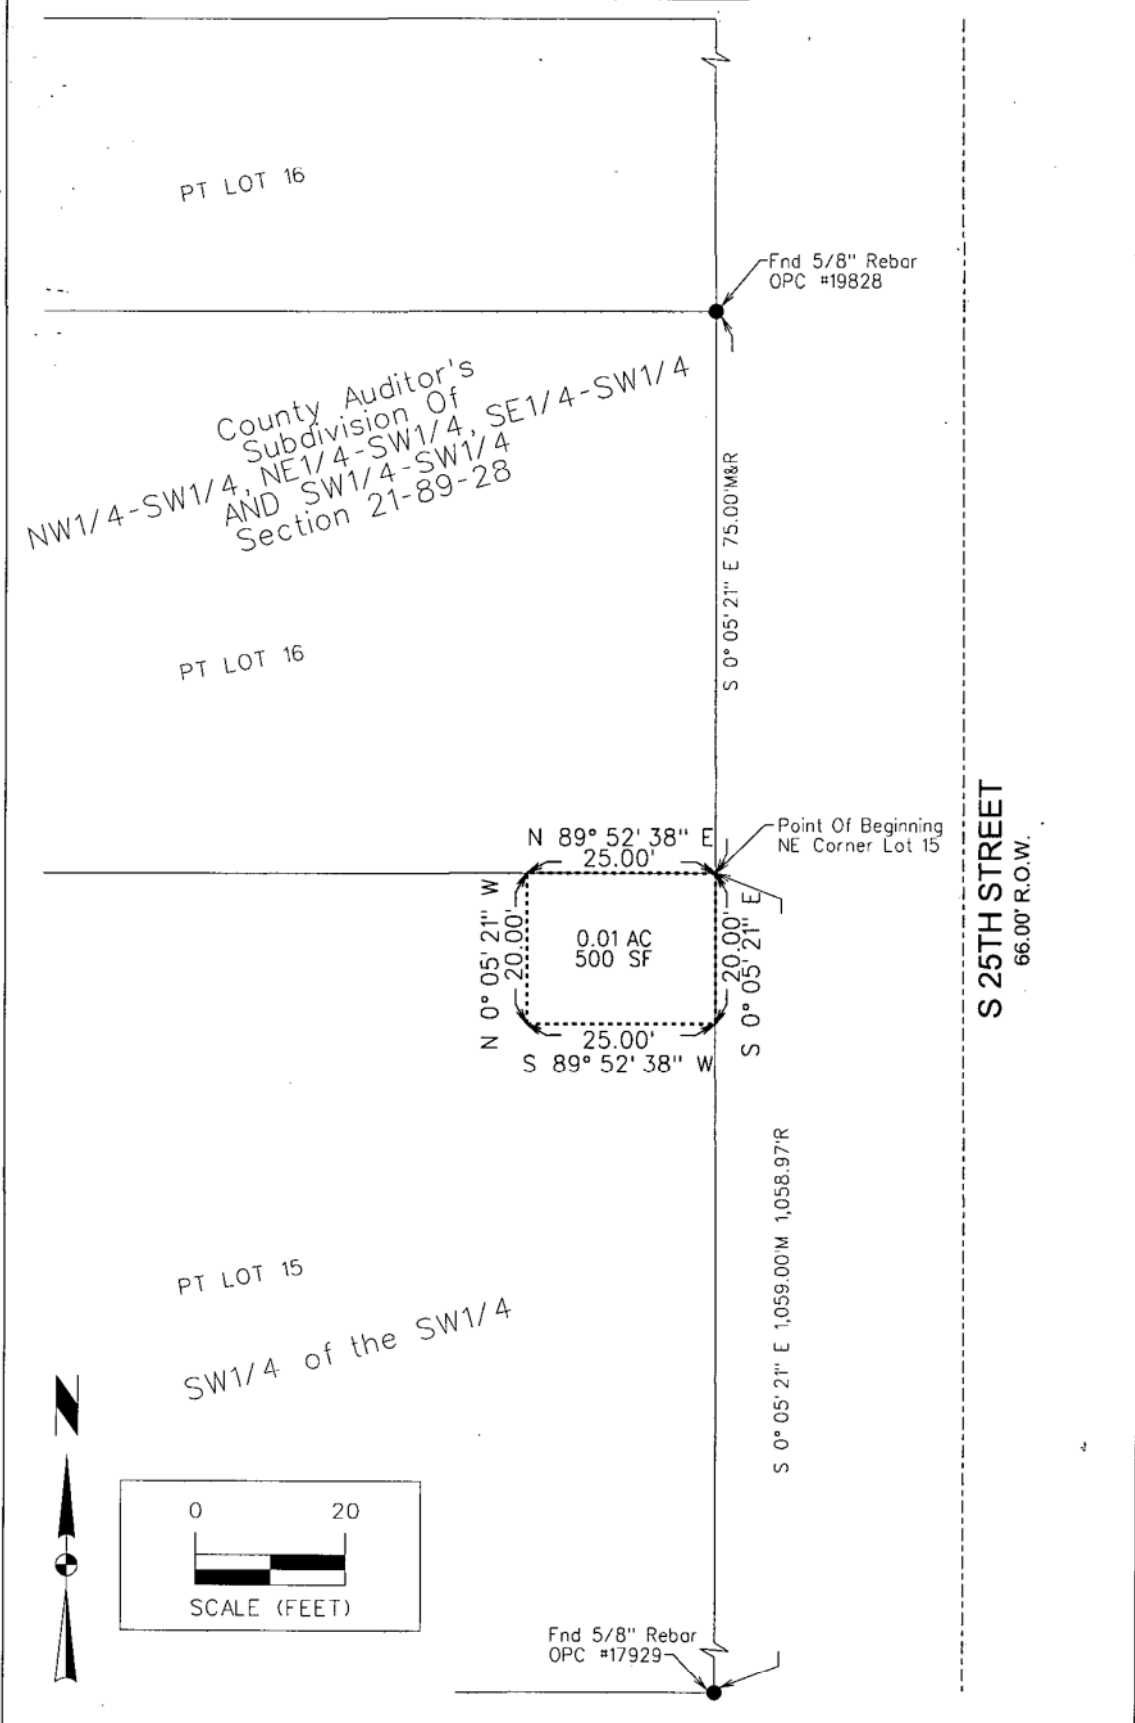 PT LOT 16
Fnd 5/8" Rebar
OPC #19828
County Auditor's
Subdivision Of
NW1/4-SW1/4, NE1/4-SW1/4, SE1/4-SW1/4
AND SW1/4-SW1/4
Section 21-89-28
S 0° 05' 21" E 75.00'M&R
PT LOT 16
Point Of Beginning
NE Corner Lot 15
N 89° 52' 38" E
25.00'
N 0° 05' 21" W
20.00'
0.01 AC
500 SF
20.00'
S 0° 05' 21" E
25.00'
S 89° 52' 38" W
S 25TH STREET
66.00' R.O.W.
S 0° 05' 21" E 1,059.00'M 1,058.97'R
PT LOT 15
SW1/4 of the SW1/4
N
0 20
SCALE (FEET)
Fnd 5/8" Rebar
OPC #17929